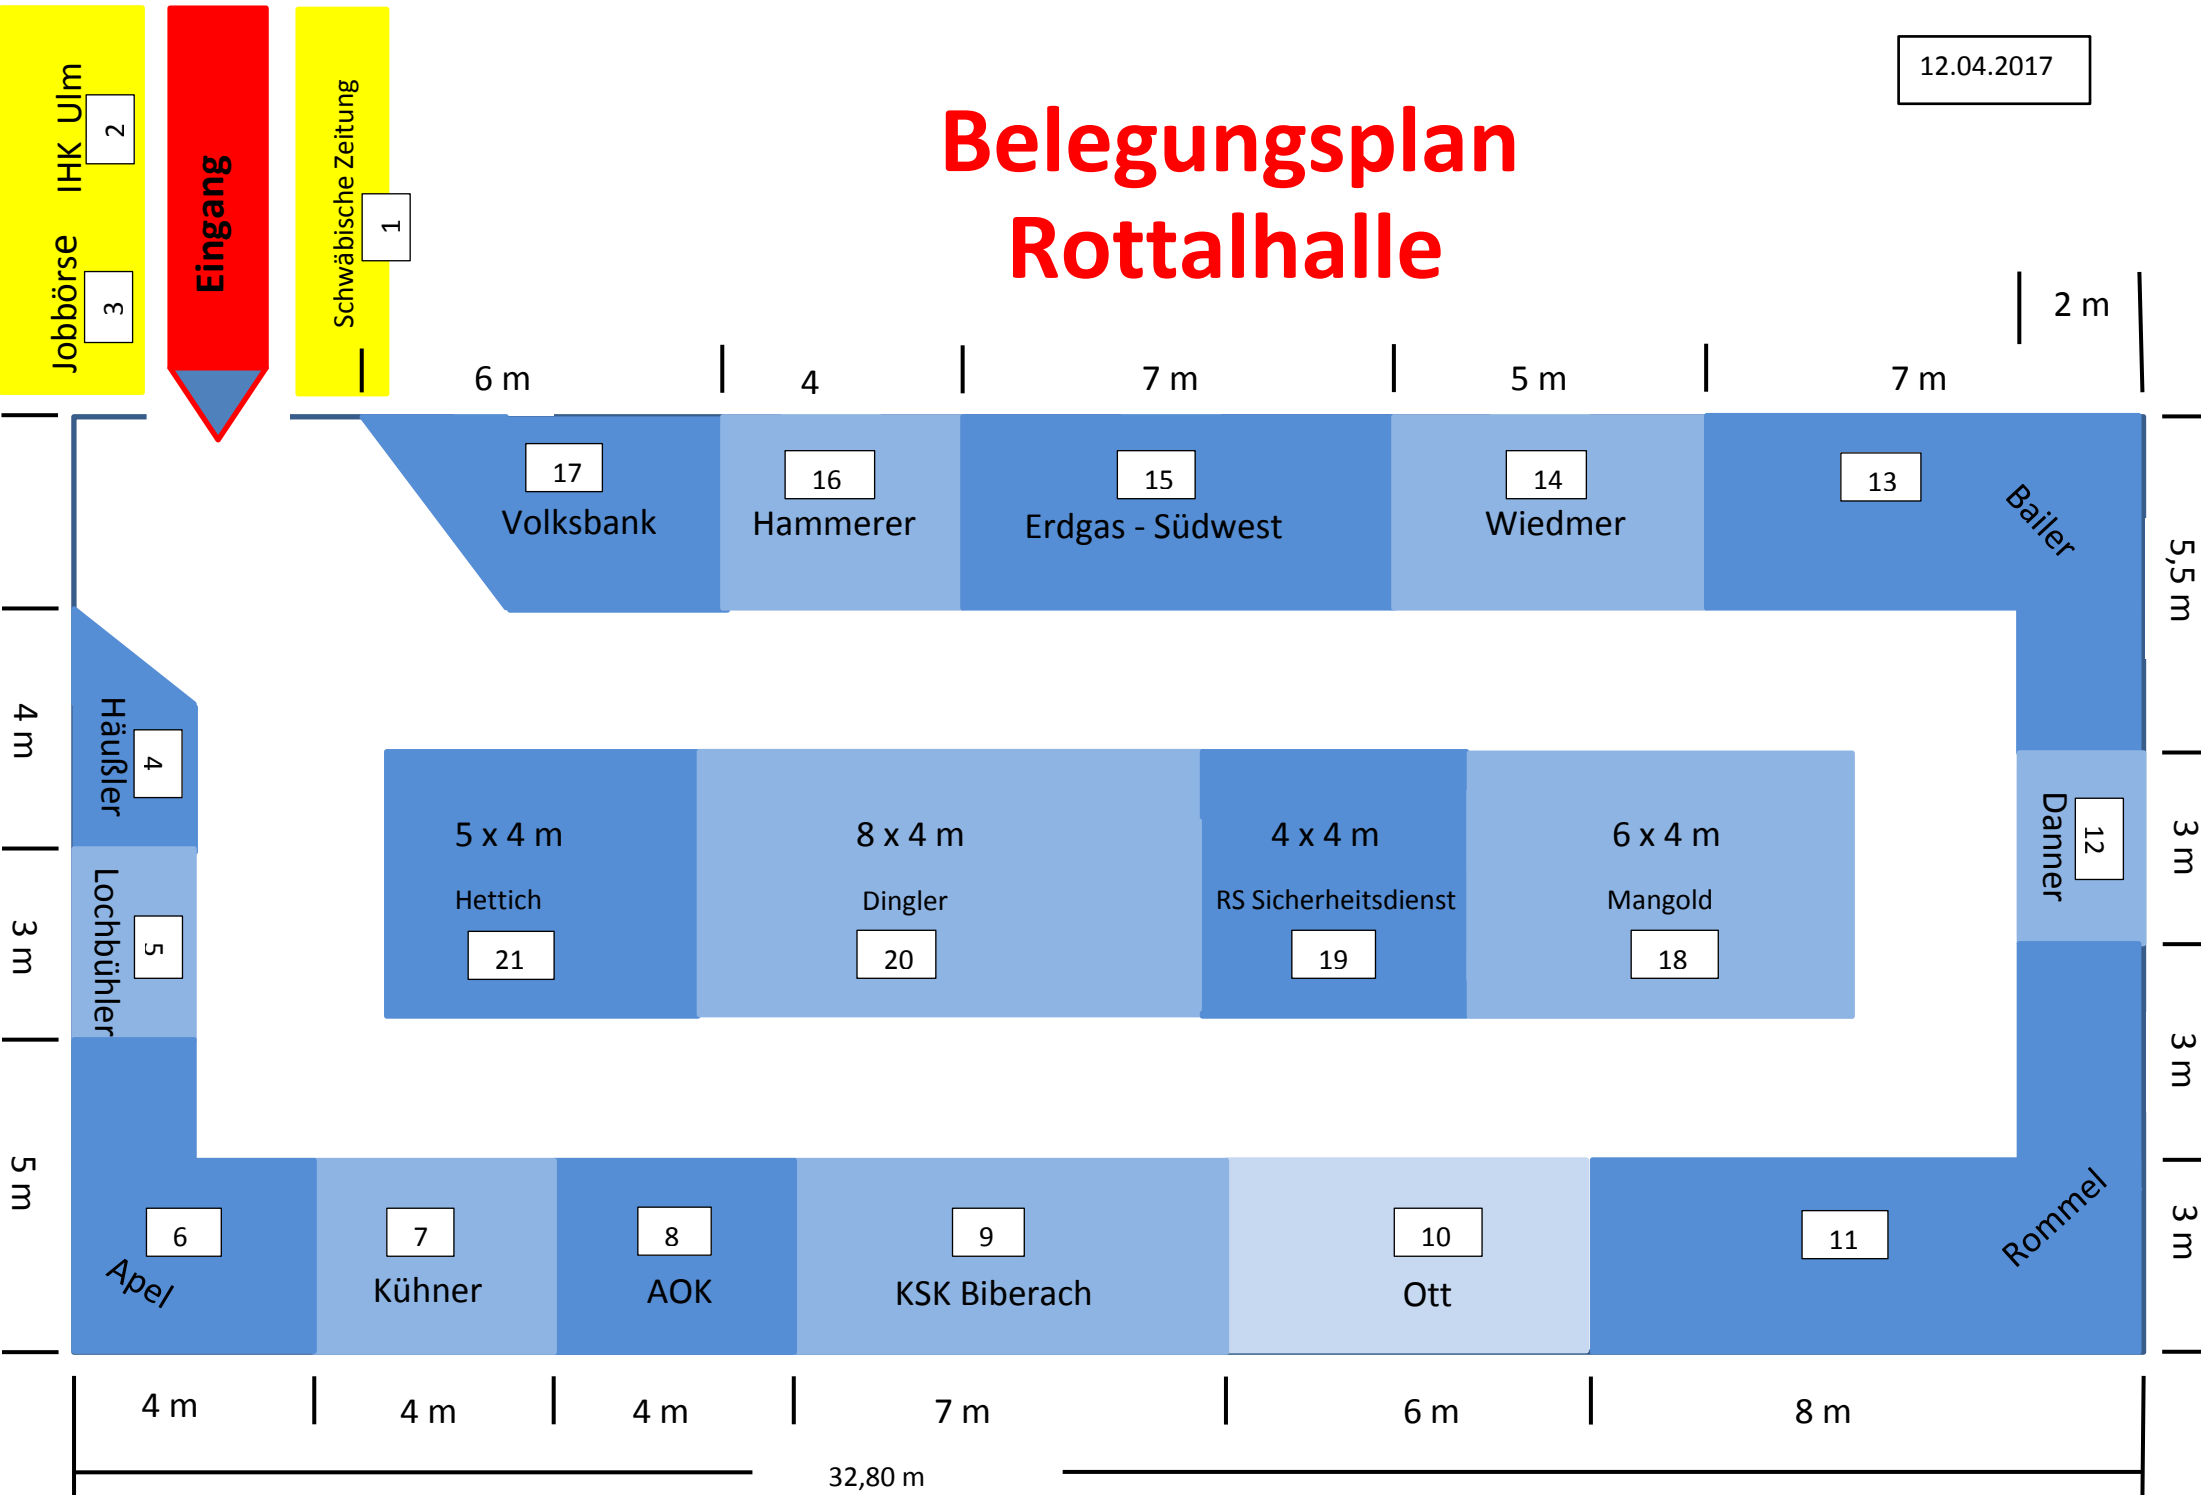 12.04.2017
Belegungsplan
Rottalhalle
IHK Ulm
2
Jobbörse
3
Eingang
Schwäbische Zeitung
1
2 m
6 m
4
7 m
5 m
7 m
17
Volksbank
16
Hammerer
15
Erdgas - Südwest
14
Wiedmer
13
Bailer
5,5 m
4 m
Häußler
4
3 m
Lochbühler
5
5 m
5 x 4 m
Hettich
21
8 x 4 m
Dingler
20
4 x 4 m
RS Sicherheitsdienst
19
6 x 4 m
Mangold
18
Danner
12
3 m
3 m
3 m
6
Apel
7
Kühner
8
AOK
9
KSK Biberach
10
Ott
11
Rommel
4 m
4 m
4 m
7 m
6 m
8 m
32,80 m